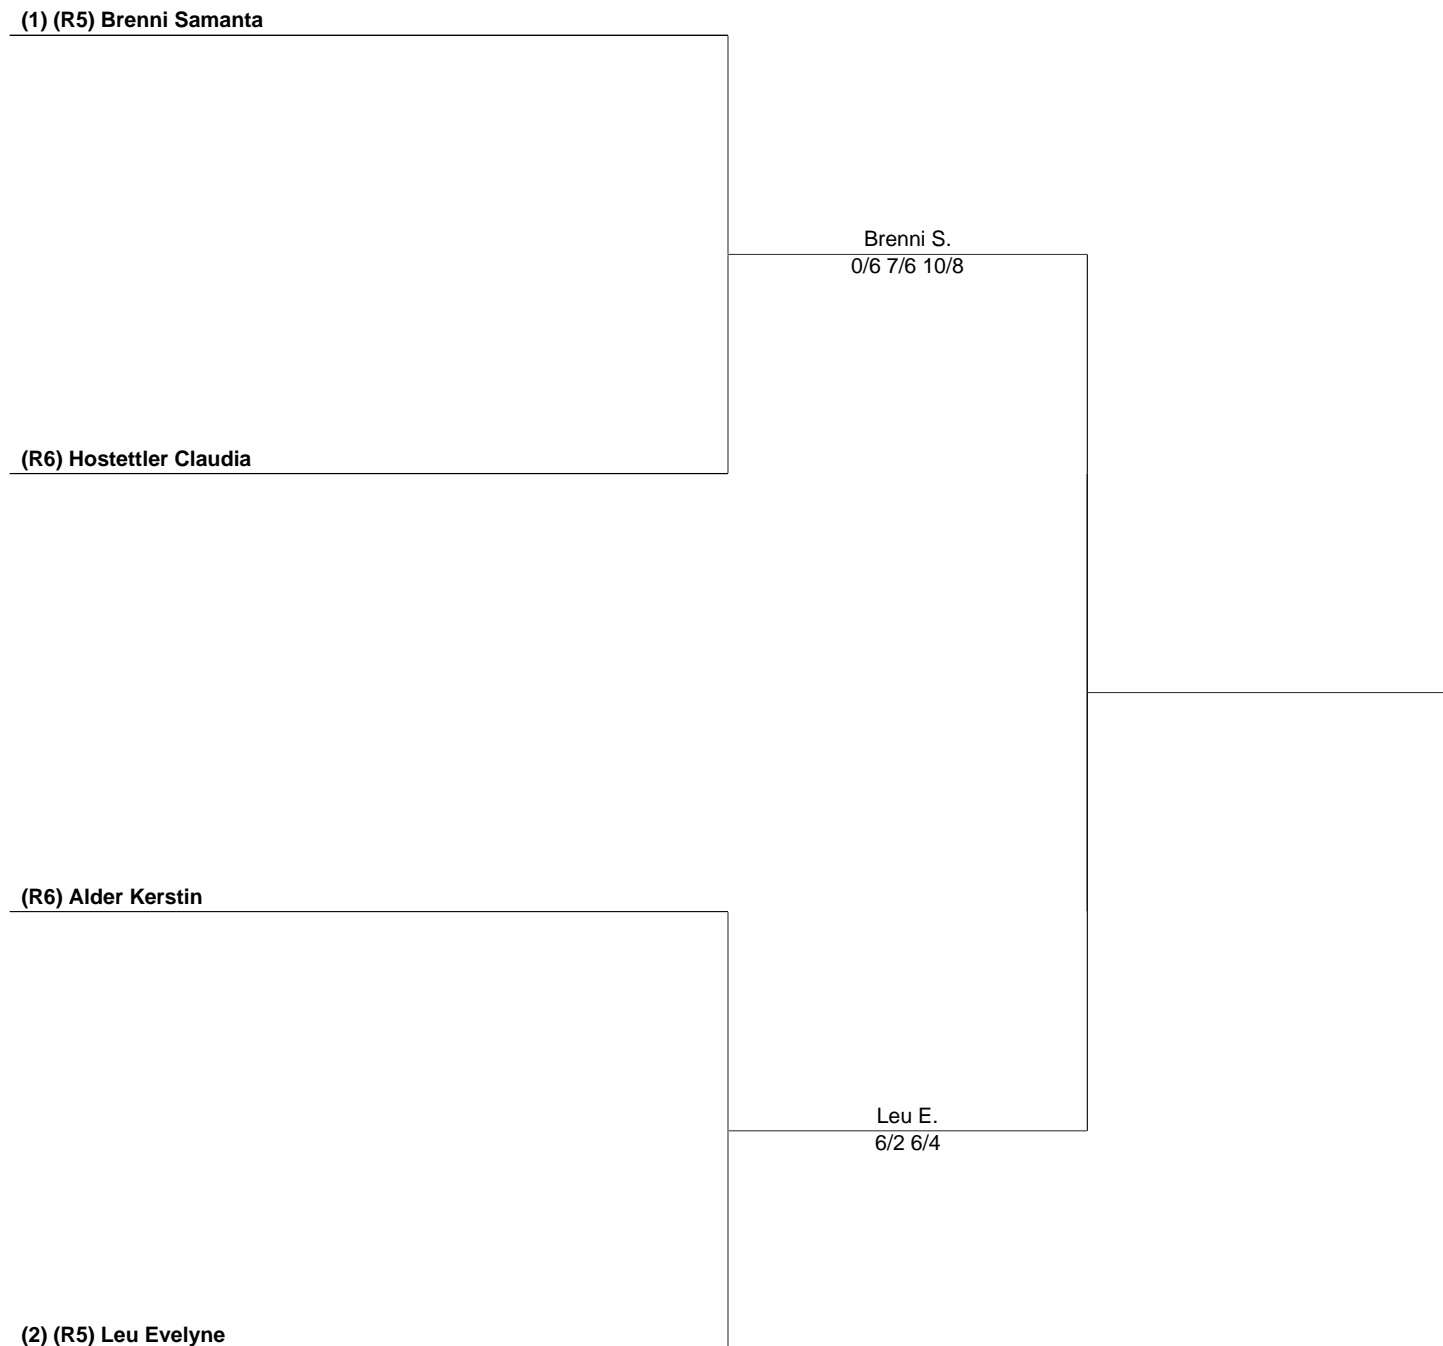 (1) (R5) Brenni Samanta
Brenni S.
0/6 7/6 10/8
(R6) Hostettler Claudia
(R6) Alder Kerstin
Leu E.
6/2 6/4
(2) (R5) Leu Evelyne